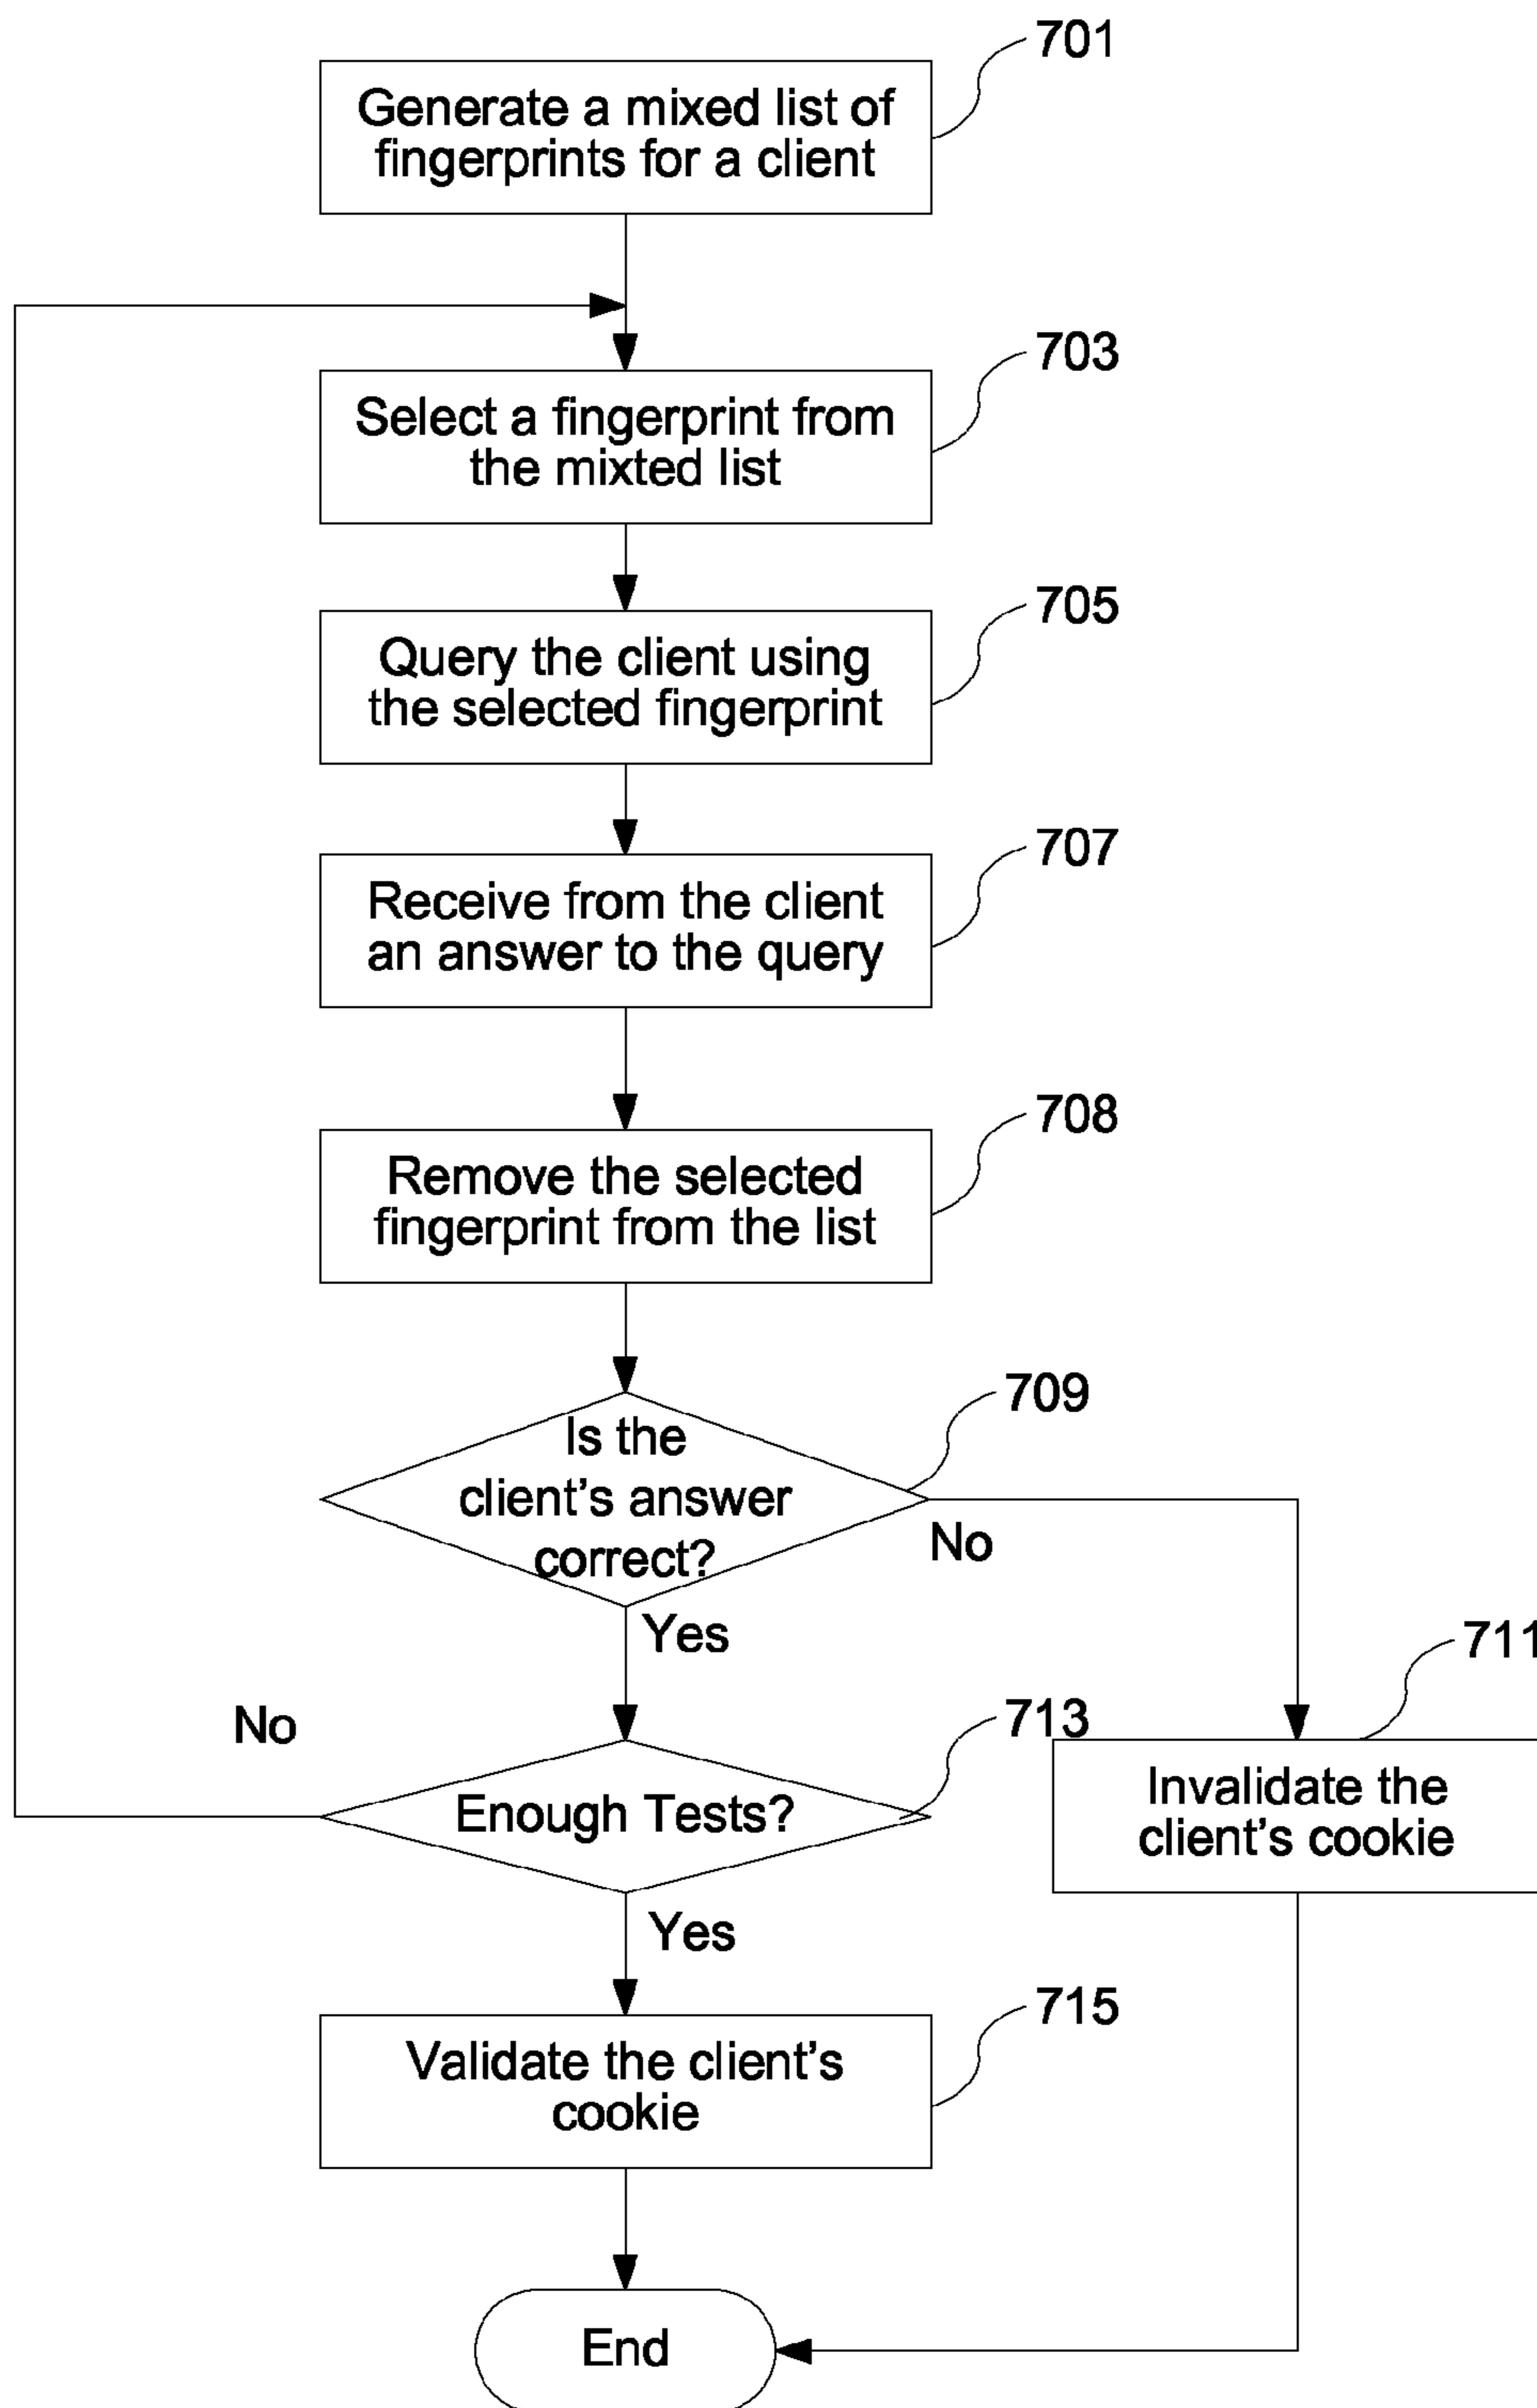 701
Generate a mixed list of
fingerprints for a client
703
Select a fingerprint from
the mixted list
705
Query the client using
the selected fingerprint
707
Receive from the client
an answer to the query
708
Remove the selected
fingerprint from the list
709
Is the
client's answer
correct?
No
Yes
711
No
713
Enough Tests?
Invalidate the
client's cookie
Yes
715
Validate the client's
cookie
End